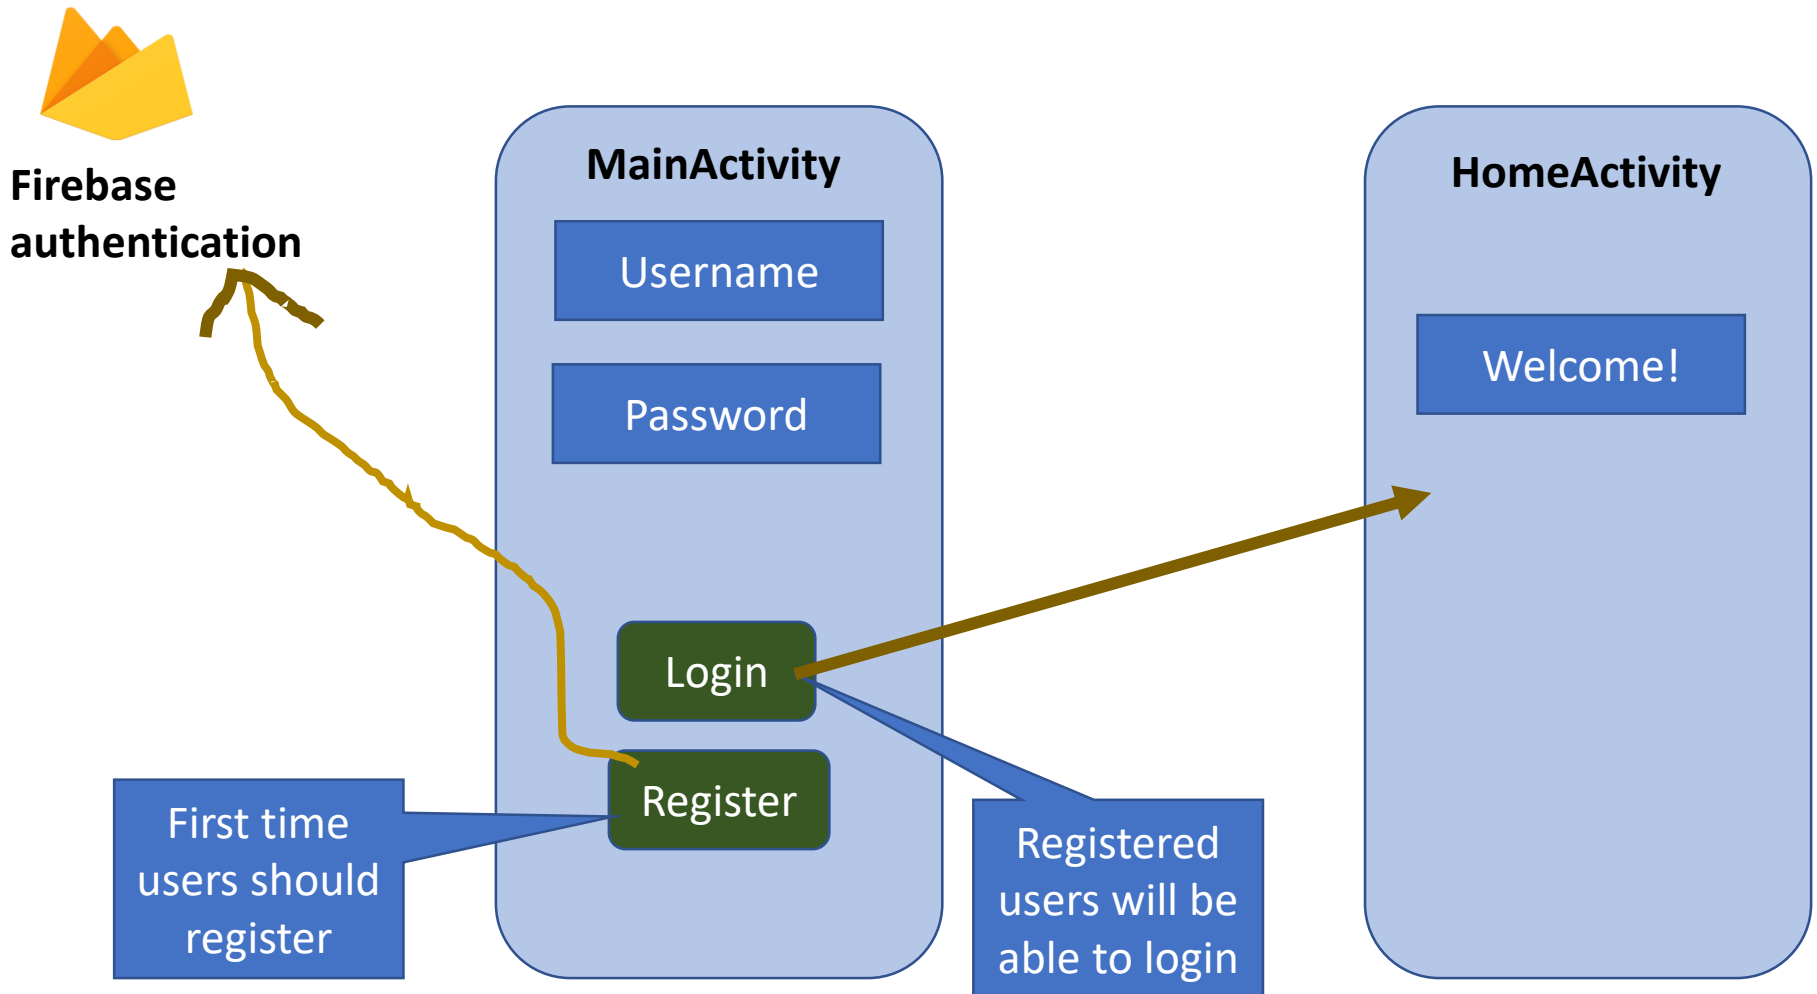 Firebase
authentication
MainActivity
Username
Password
Login
Register
First time
users should
register
Registered
users will be
able to login
HomeActivity
Welcome!